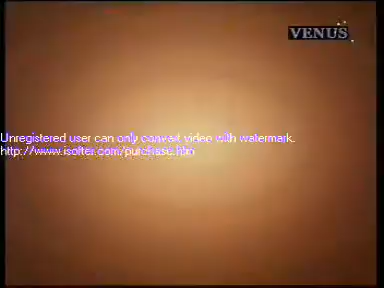 VENUS
Unregistered user can only convert video with watermark.
http://www.isofter.com/purchase.htm